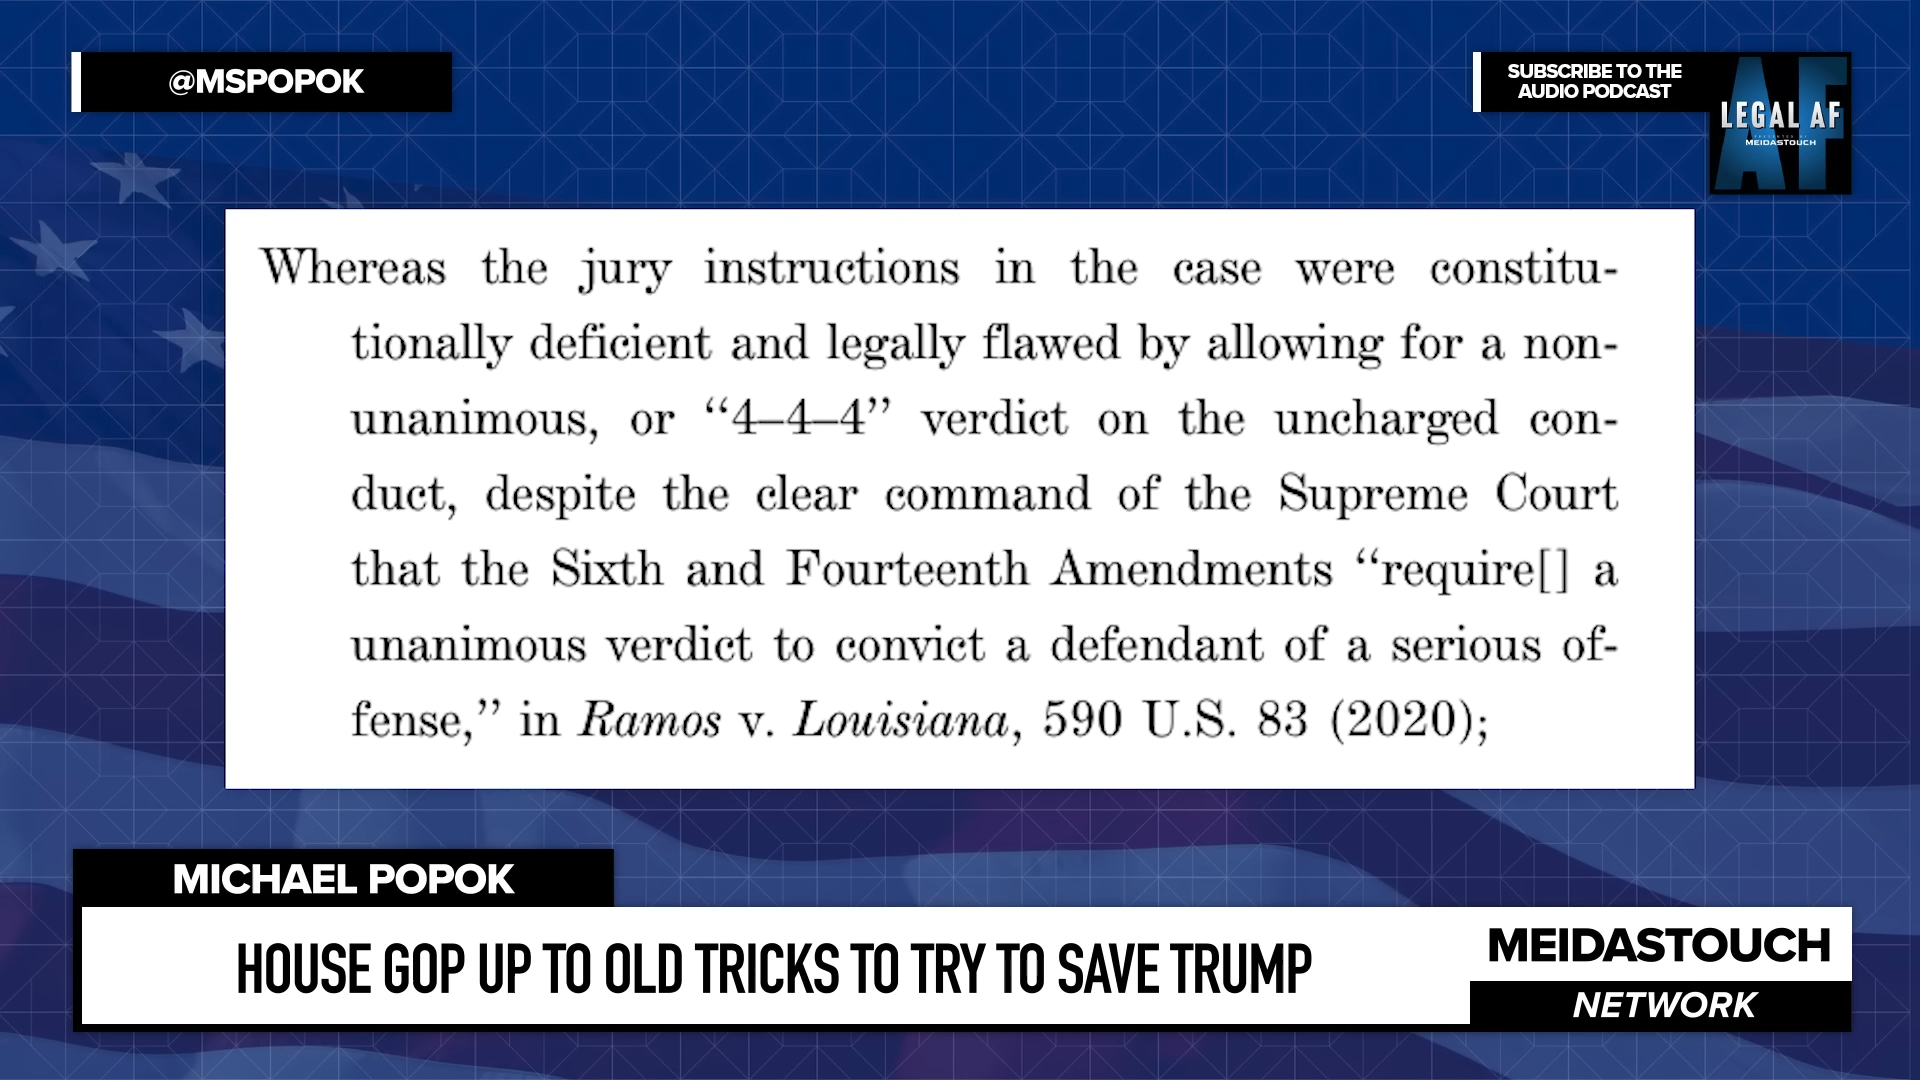 @MSPOPOK
SUBSCRIBE TO THE
AUDIO PODCAST
LEGAL AF
MEIDASTOUCH
Whereas the jury instructions in the case were constitu-
tionally deficient and legally flawed by allowing for a non-
unanimous, or “4–4–4” verdict on the uncharged con-
duct, despite the clear command of the Supreme Court
that the Sixth and Fourteenth Amendments “require[] a
unanimous verdict to convict a defendant of a serious of-
fense,” in Ramos v. Louisiana, 590 U.S. 83 (2020);
MICHAEL POPOK
HOUSE GOP UP TO OLD TRICKS TO TRY TO SAVE TRUMP
MEIDASTOUCH
NETWORK